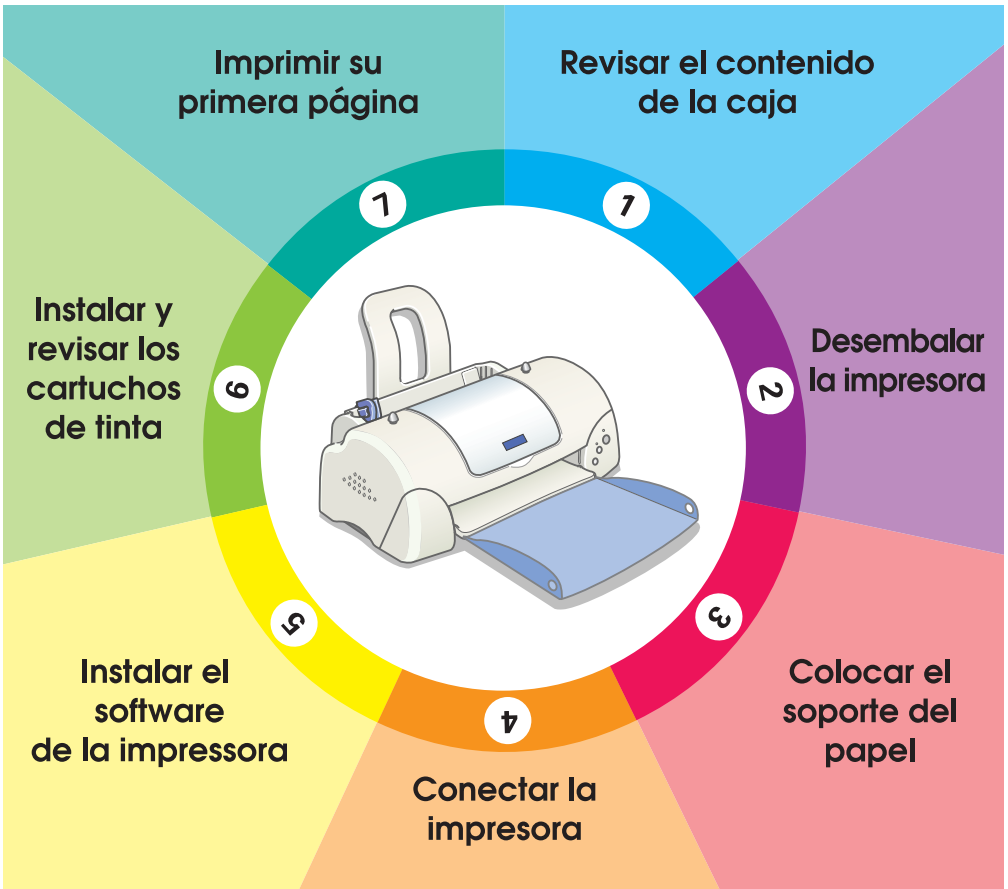 1
Revisar el contenido
de la caja
2
Desembalar
la impresora
3
Colocar el
soporte del
papel
4
Conectar la
impresora
5
Instalar el
software
de la impressora
6
Instalar y
revisar los
cartuchos
de tinta
7
Imprimir su
primera página